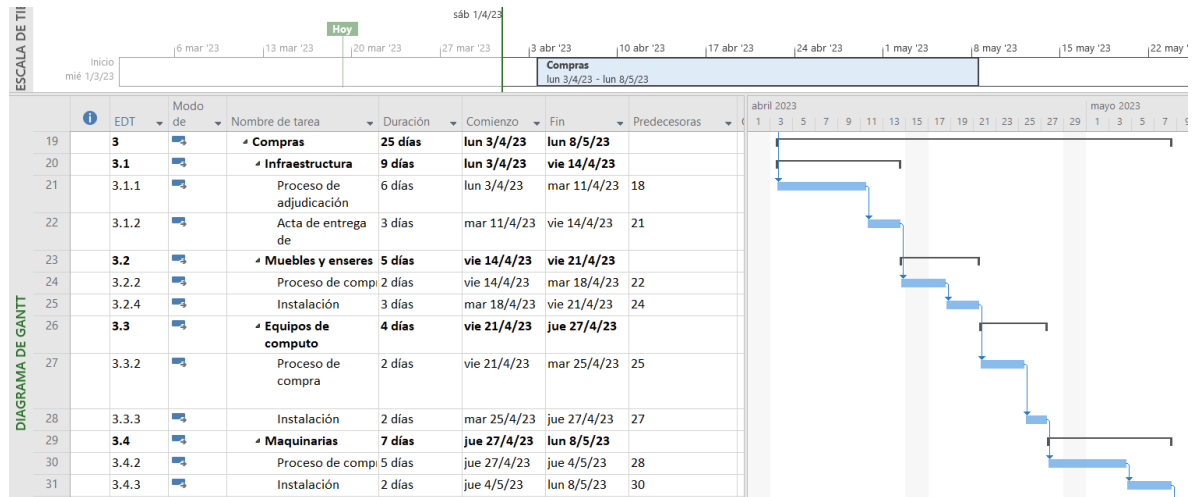 ESCALA DE TI
sáb 1/4/23
Hoy
6 mar '23 13 mar '23 20 mar '23 27 mar '23 3 abr '23 10 abr '23 17 abr '23 24 abr '23 1 may '23 8 may '23 15 may '23 22 may '
Inicio
mié 1/3/23
Compras
lun 3/4/23 - lun 8/5/23
DIAGRAMA DE GANTT
EDT Modo de Nombre de tarea Duración Comienzo Fin Predecesoras
abril 2023 mayo 2023
1 3 5 7 9 11 13 15 17 19 21 23 25 27 29 1 3 5 7 9
19 3 Compras 25 días lun 3/4/23 lun 8/5/23
20 3.1 Infraestructura 9 días lun 3/4/23 vie 14/4/23
21 3.1.1 Proceso de 6 días lun 3/4/23 mar 11/4/23 18
adjudicación
22 3.1.2 Acta de entrega 3 días mar 11/4/23 vie 14/4/23 21
de
23 3.2 Muebles y enseres 5 días vie 14/4/23 vie 21/4/23
24 3.2.2 Proceso de compr 2 días vie 14/4/23 mar 18/4/23 22
25 3.2.4 Instalación 3 días mar 18/4/23 vie 21/4/23 24
26 3.3 Equipos de 4 días vie 21/4/23 jue 27/4/23
computo
27 3.3.2 Proceso de 2 días vie 21/4/23 mar 25/4/23 25
compra
28 3.3.3 Instalación 2 días mar 25/4/23 jue 27/4/23 27
29 3.4 Maquinarias 7 días jue 27/4/23 lun 8/5/23
30 3.4.2 Proceso de compr 5 días jue 27/4/23 jue 4/5/23 28
31 3.4.3 Instalación 2 días jue 4/5/23 lun 8/5/23 30